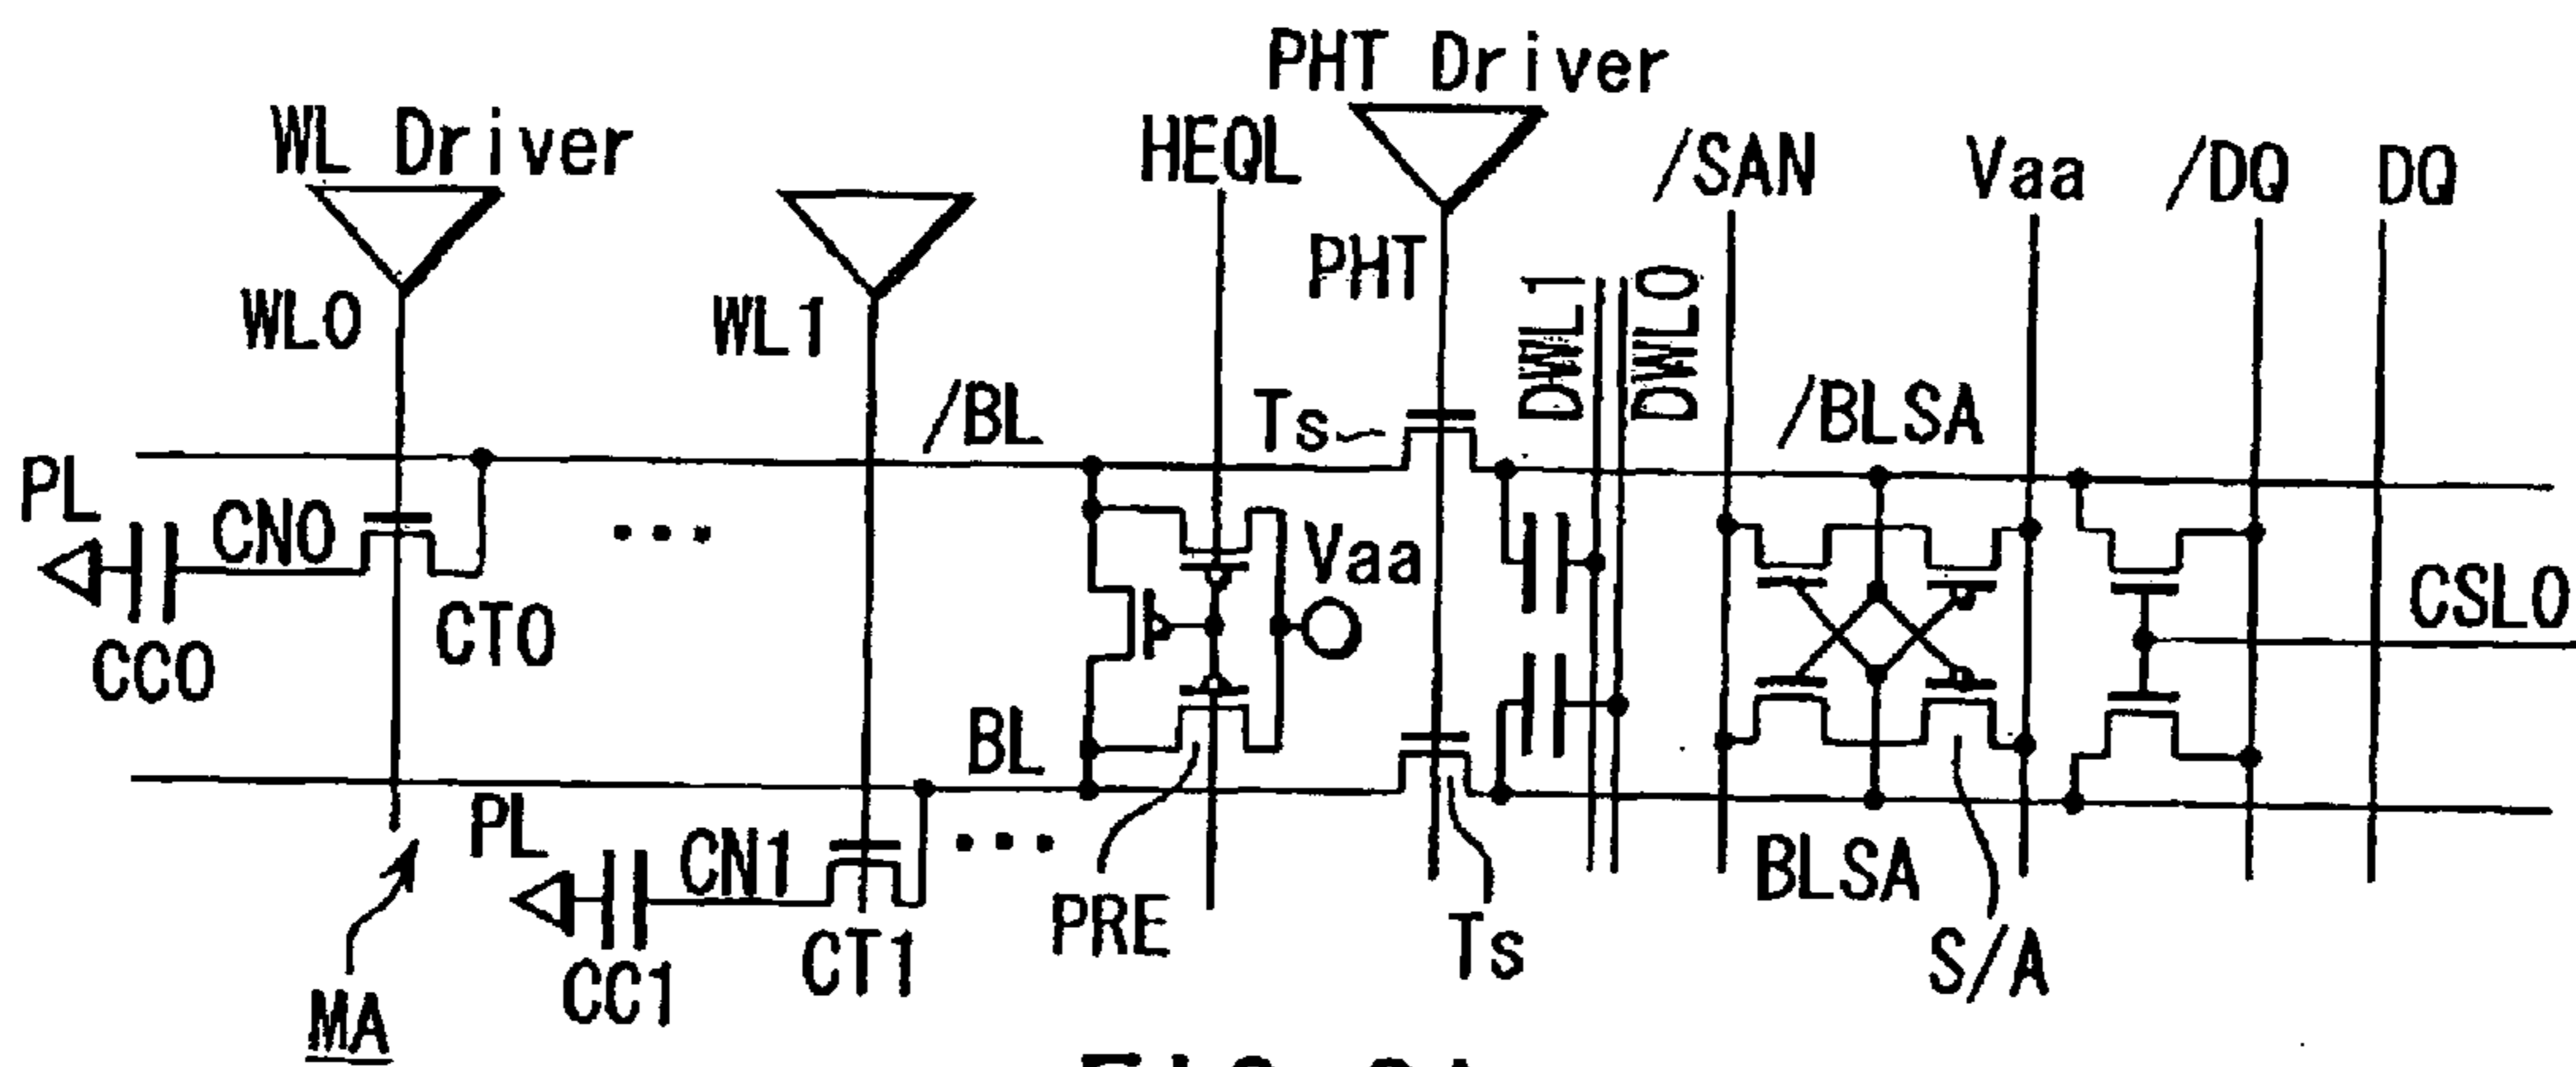 PHT Driver
WL Driver
HEQL
/SAN
Vaa
/DQ
DQ
WL0
WL1
PHT
DWL1
DWL0
/BL
Ts
/BLSA
PL
CN0
Vaa
CSL0
CC0
CT0
BL
PL
CN1
CC1
CT1
PRE
Ts
BLSA
S/A
MA